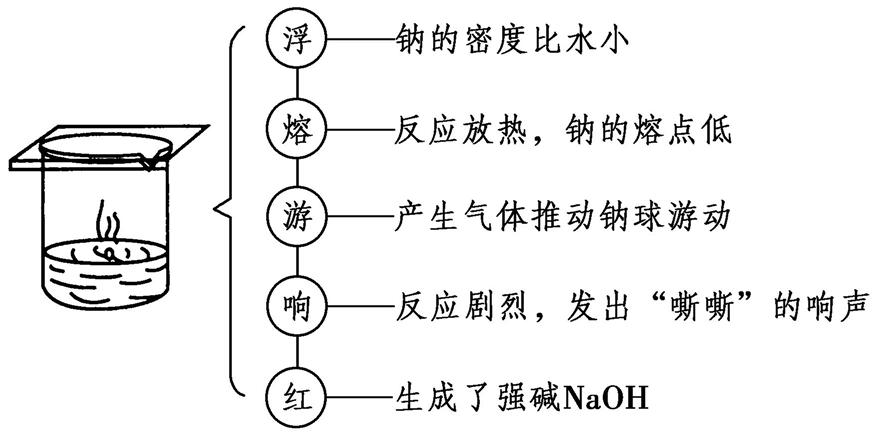 浮 钠的密度比水小
熔 反应放热，钠的熔点低
游 产生气体推动钠球游动
响 反应剧烈，发出“嘶嘶”的响声
红 生成了强碱NaOH